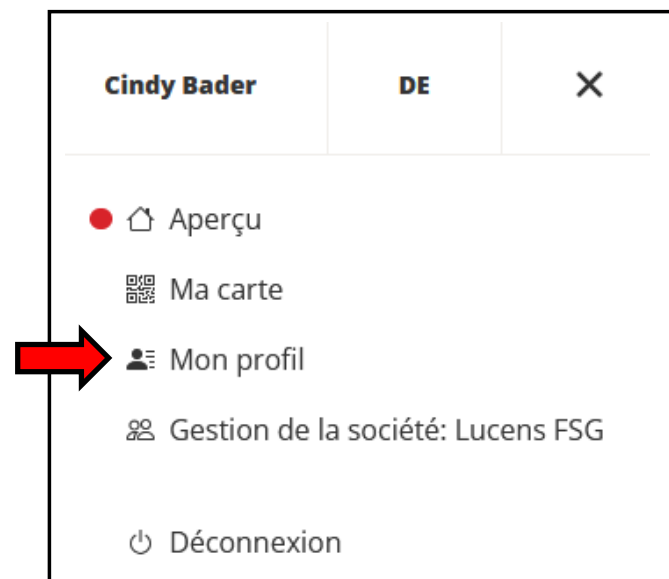 Cindy Bader DE
Aperçu
Ma carte
Mon profil
Gestion de la société: Lucens FSG
Déconnexion